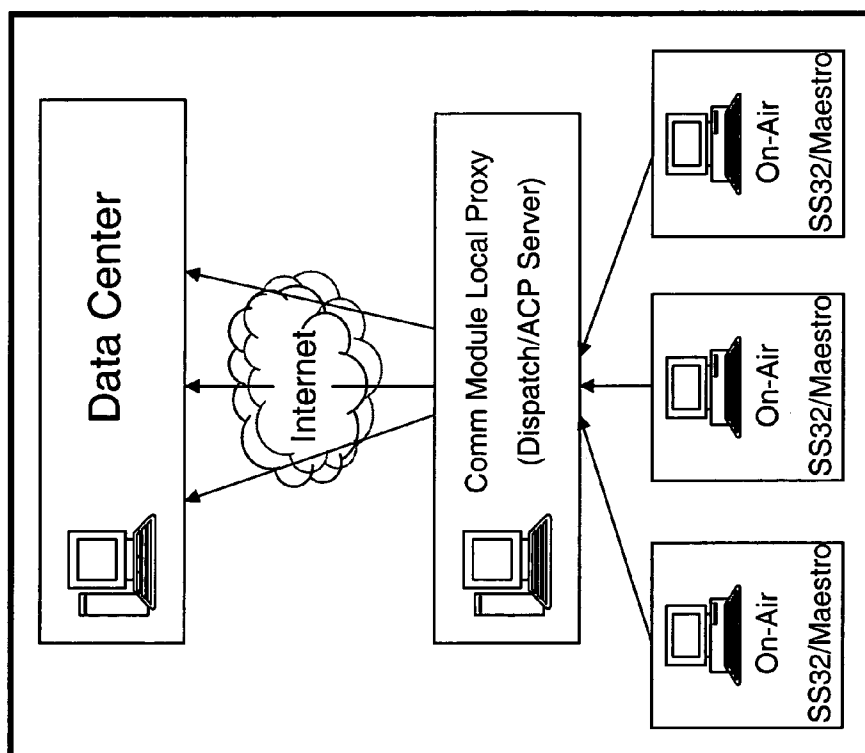 Data Center
Internet
Comm Module Local Proxy
(Dispatch/ACP Server)
On-Air
SS32/Maestro
On-Air
SS32/Maestro
On-Air
SS32/Maestro